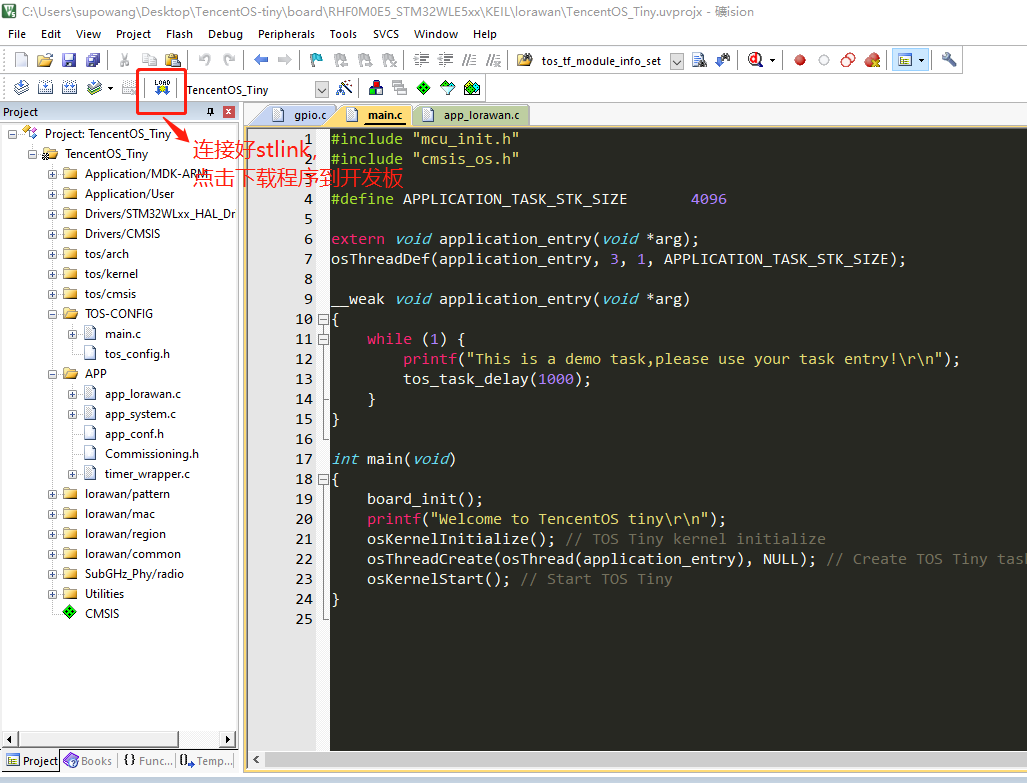 C:\Users\supowang\Desktop\TencentOS-tiny\board\RHF0M0E5_STM32WLE5xx\KEIL\lorawan\TencentOS_Tiny.uvprojx - 礦ision
File Edit View Project Flash Debug Peripherals Tools SVCS Window Help
tos_tf_module_info_set
LOAD
TencentOS_Tiny
Project
gpio.c main.c app_lorawan.c
Project: TencentOS_Tiny
TencentOS_Tiny
Application/MDK-ARM
Application/User
Drivers/STM32WLxx_HAL_Dr
Drivers/CMSIS
tos/arch
tos/kernel
tos/cmsis
TOS-CONFIG
main.c
tos_config.h
APP
app_lorawan.c
app_system.c
app_conf.h
Commissioning.h
timer_wrapper.c
lorawan/pattern
lorawan/mac
lorawan/region
lorawan/common
SubGHz_Phy/radio
Utilities
CMSIS
连接好stlink,
点击下载程序到开发板
1 #include "mcu_init.h"
2 #include "cmsis_os.h"
3
4 #define APPLICATION_TASK_STK_SIZE 4096
5
6 extern void application_entry(void *arg);
7 osThreadDef(application_entry, 3, 1, APPLICATION_TASK_STK_SIZE);
8
9 __weak void application_entry(void *arg)
10 {
11 while (1) {
12 printf("This is a demo task,please use your task entry!\r\n");
13 tos_task_delay(1000);
14 }
15 }
16
17 int main(void)
18 {
19 board_init();
20 printf("Welcome to TencentOS tiny\r\n");
21 osKernelInitialize(); // TOS Tiny kernel initialize
22 osThreadCreate(osThread(application_entry), NULL); // Create TOS Tiny task
23 osKernelStart(); // Start TOS Tiny
24 }
25
Project Books {} Func... Temp...